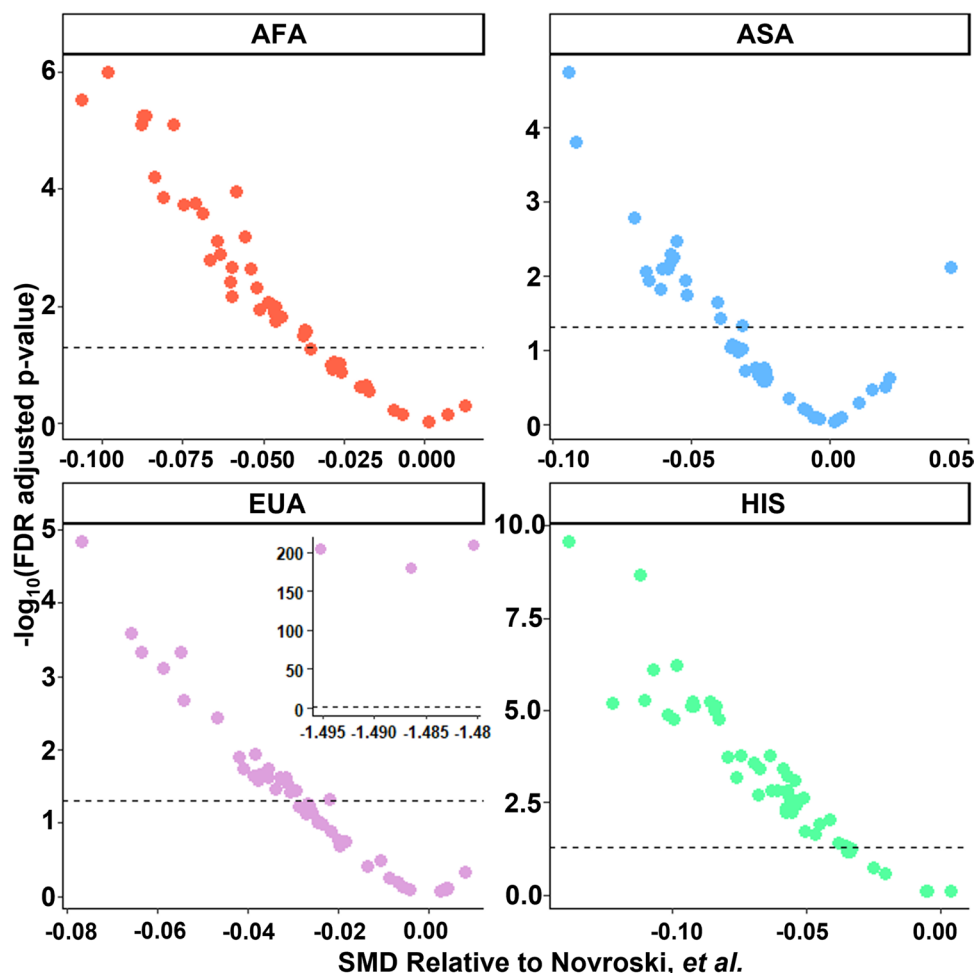 AFA
ASA
6
4
2
0
4
3
2
1
0
-0.100 -0.075 -0.050 -0.025 0.000
-0.10 -0.05 0.00 0.05
-log10(FDR adjusted p-value)
EUA
HIS
5
4
3
2
1
0
200
150
100
50
0
-1.495 -1.490 -1.485 -1.48
10.0
7.5
5.0
2.5
0.0
-0.08 -0.06 -0.04 -0.02 0.00
-0.10 -0.05 0.00
SMD Relative to Novroski, et al.